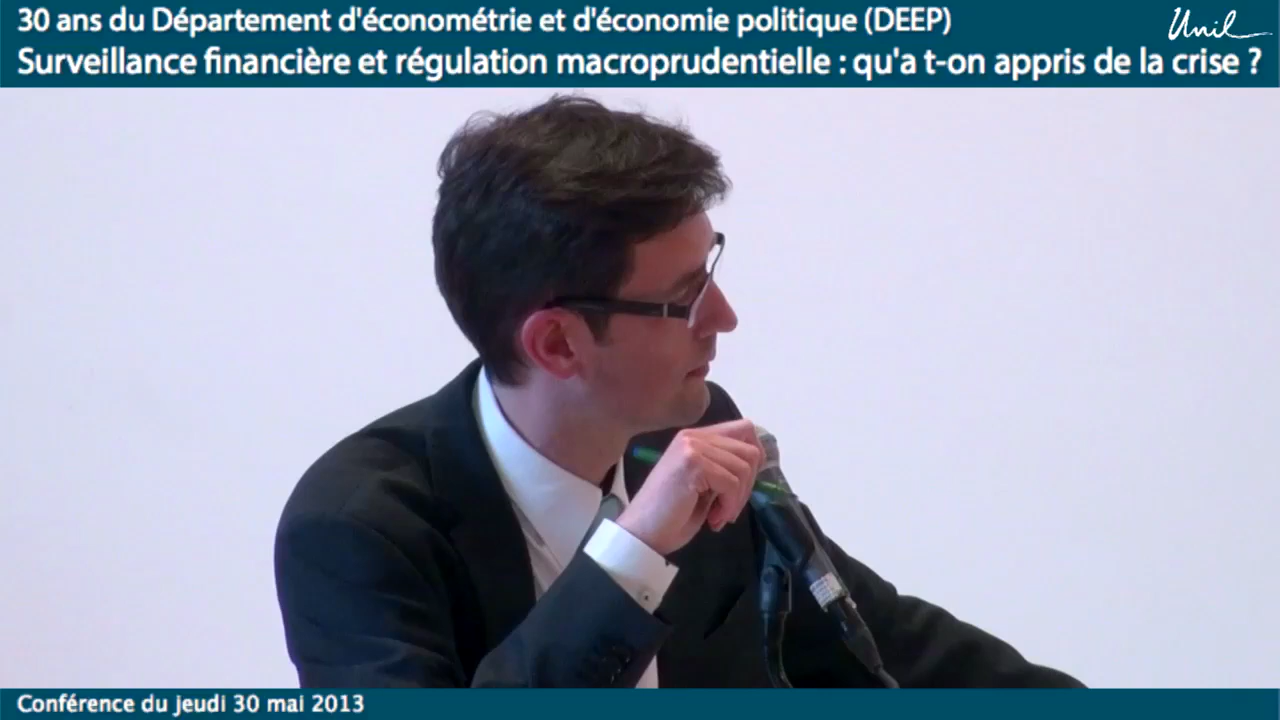 30 ans du Département d'économétrie et d'économie politique (DEEP)
Unil
Surveillance financière et régulation macroprudentielle : qu'a t-on appris de la crise ?
Conférence du jeudi 30 mai 2013